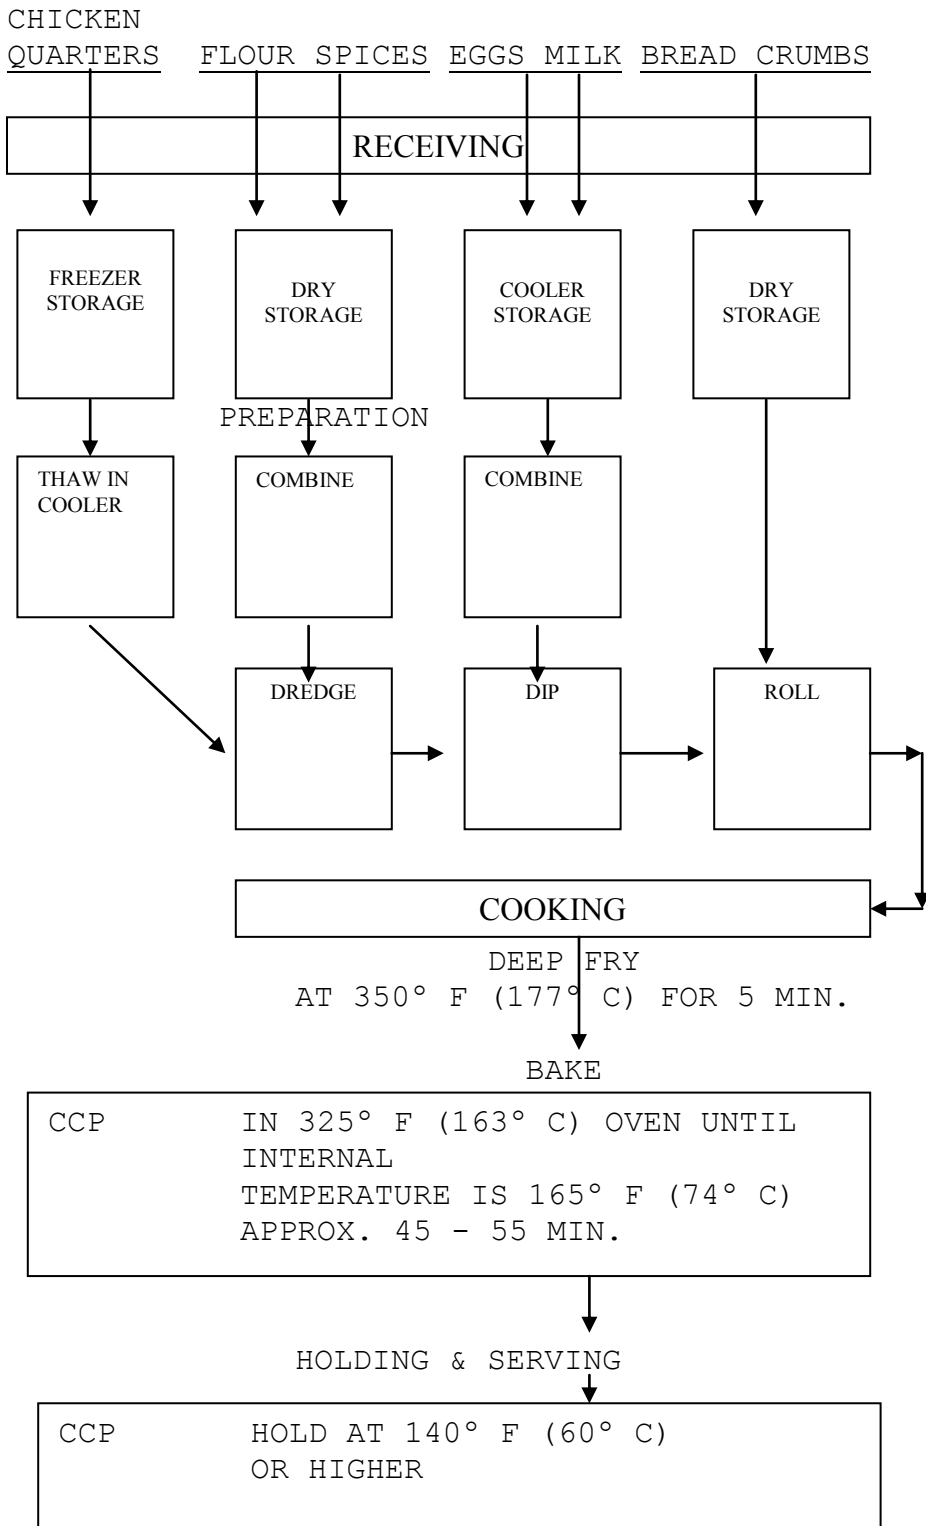 CHICKEN
QUARTERS FLOUR SPICES EGGS MILK BREAD CRUMBS
RECEIVING
FREEZER
STORAGE
DRY
STORAGE
COOLER
STORAGE
DRY
STORAGE
PREPARATION
THAW IN
COOLER
COMBINE
COMBINE
DREDGE
DIP
ROLL
COOKING
DEEP FRY
AT 350° F (177° C) FOR 5 MIN.
BAKE
CCP IN 325° F (163° C) OVEN UNTIL
INTERNAL
TEMPERATURE IS 165° F (74° C)
APPROX. 45 - 55 MIN.
HOLDING & SERVING
CCP HOLD AT 140° F (60° C)
OR HIGHER